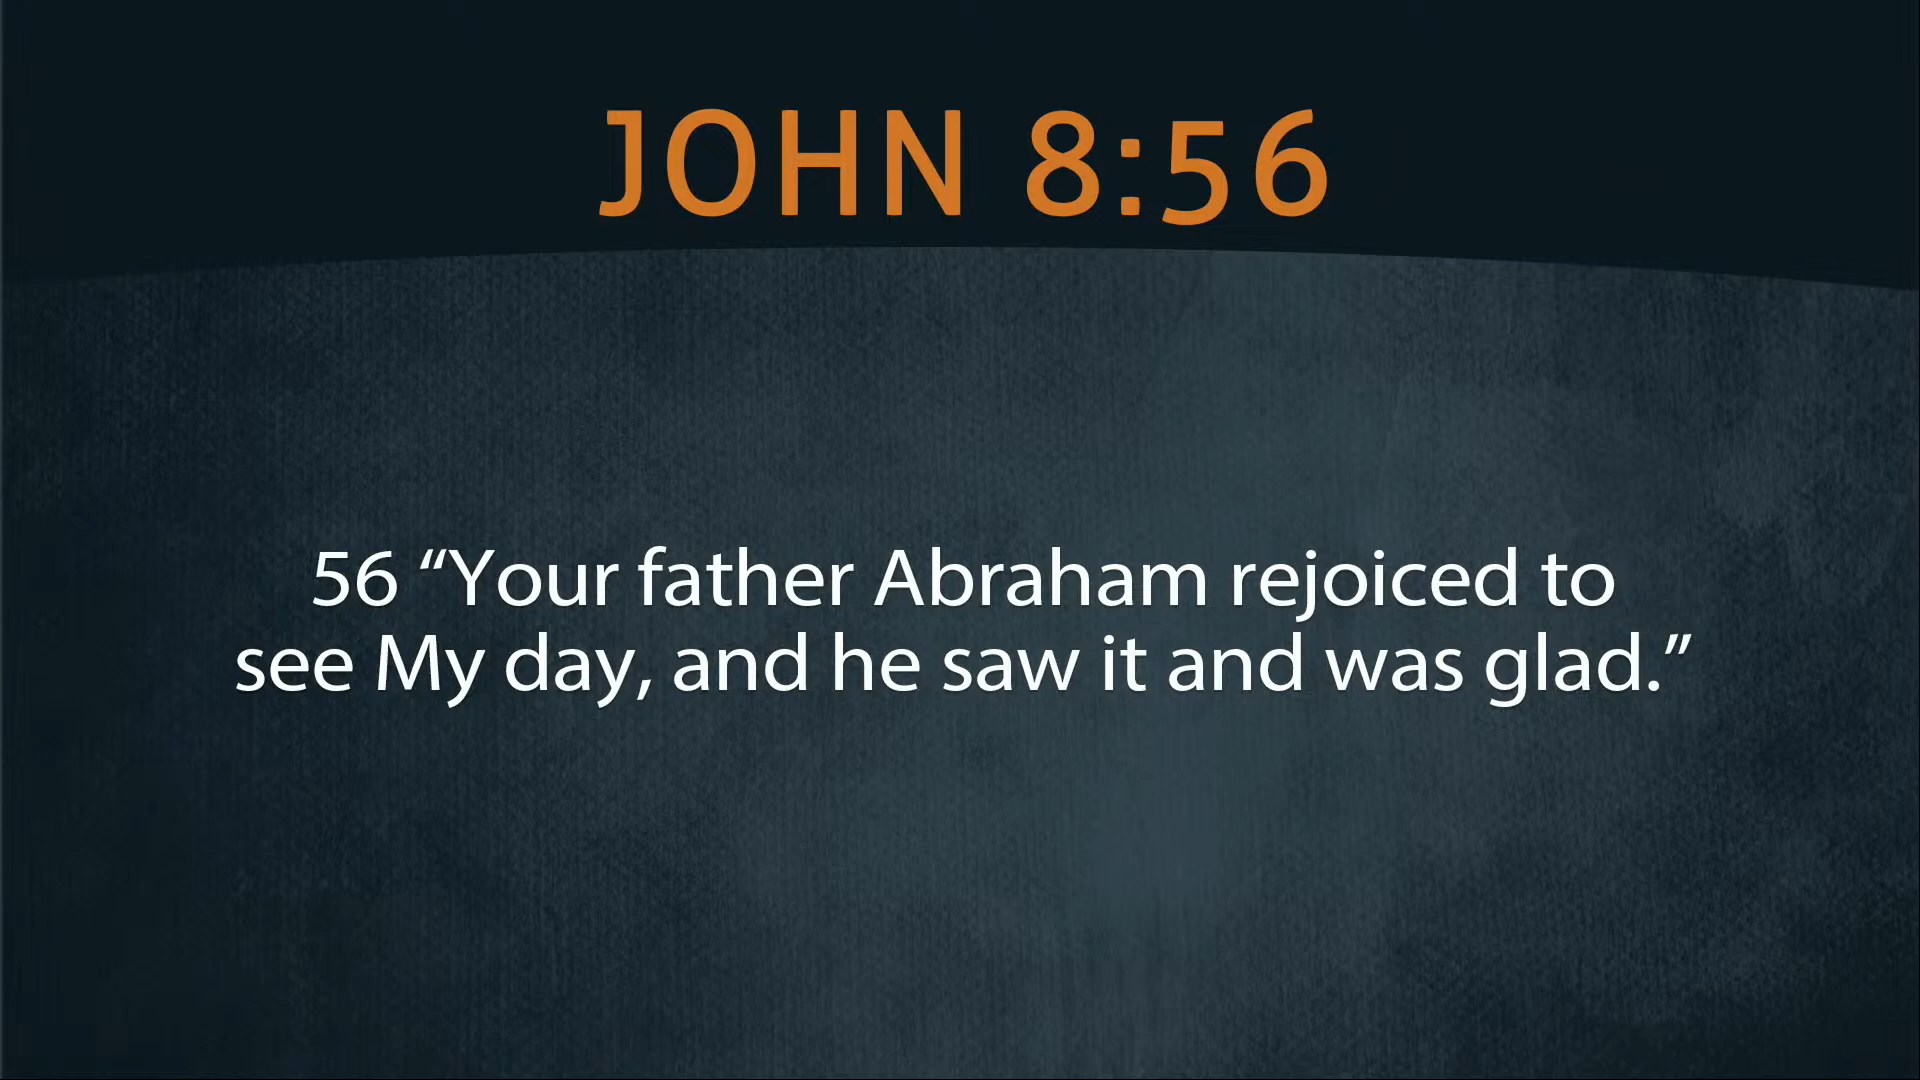 JOHN 8:56
56 “Your father Abraham rejoiced to
see My day, and he saw it and was glad.”